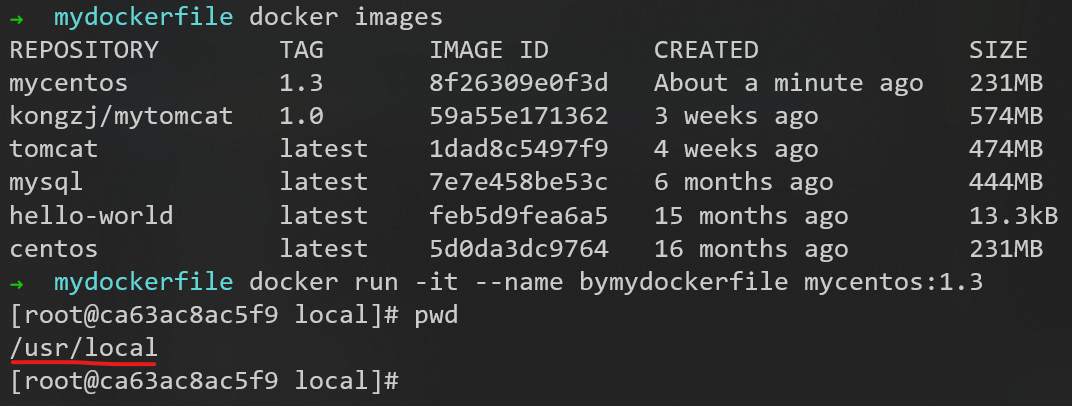 → mydockerfile docker images
REPOSITORY TAG IMAGE ID CREATED SIZE
mycentos 1.3 8f26309e0f3d About a minute ago 231MB
kongzj/mytomcat 1.0 59a55e171362 3 weeks ago 574MB
tomcat latest 1dad8c5497f9 4 weeks ago 474MB
mysql latest 7e7e458be53c 6 months ago 444MB
hello-world latest feb5d9fea6a5 15 months ago 13.3kB
centos latest 5d0da3dc9764 16 months ago 231MB
→ mydockerfile docker run -it --name bymydockerfile mycentos:1.3
[root@ca63ac8ac5f9 local]# pwd
/usr/local
[root@ca63ac8ac5f9 local]#